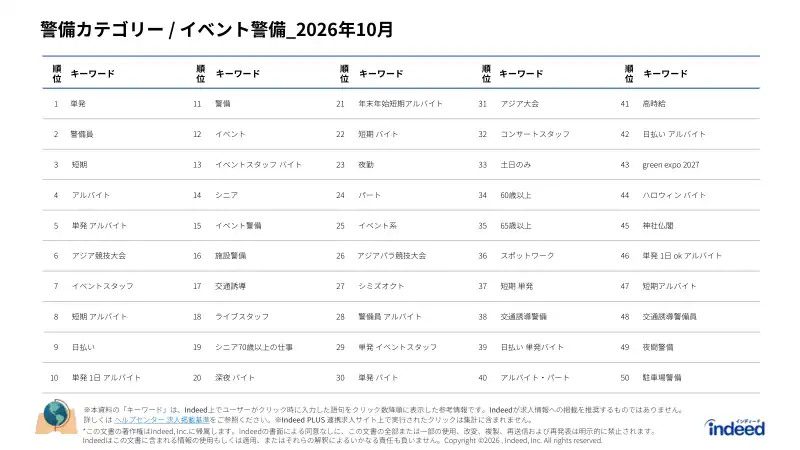 警備カテゴリー / イベント警備_2026年10月
順位 キーワード 順位 キーワード 順位 キーワード 順位 キーワード 順位 キーワード
1 単発 11 警備 21 年末年始短期アルバイト 31 アジア大会 41 高時給
2 警備員 12 イベント 22 短期 バイト 32 コンサートスタッフ 42 日払い アルバイト
3 短期 13 イベントスタッフ バイト 23 夜勤 33 土日のみ 43 green expo 2027
4 アルバイト 14 シニア 24 パート 34 60歳以上 44 ハロウィン バイト
5 単発 アルバイト 15 イベント警備 25 イベント系 35 65歳以上 45 神社仏閣
6 アジア競技大会 16 施設警備 26 アジアパラ競技大会 36 スポットワーク 46 単発 1日 ok アルバイト
7 イベントスタッフ 17 交通誘導 27 シミズオクト 37 短期 単発 47 短期アルバイト
8 短期 アルバイト 18 ライブスタッフ 28 警備員 アルバイト 38 交通誘導警備 48 交通誘導警備員
9 日払い 19 シニア70歳以上の仕事 29 単発 イベントスタッフ 39 日払い 単発バイト 49 夜間警備
10 単発 1日 アルバイト 20 深夜 バイト 30 単発 バイト 40 アルバイト・パート 50 駐車場警備
※本資料の「キーワード」は、Indeed上でユーザーがクリック時に入力した語句をクリック数降順に表示した参考情報です。Indeedが求人情報への掲載を推奨するものではありません。
詳しくは ヘルプセンター 求人掲載基準をご参照ください。※Indeed PLUS 連携求人サイト上で実行されたクリックは集計に含まれません。
*この文書の著作権はIndeed, Inc.に帰属します。Indeedの書面による同意なしに、この文書の全部または一部の使用、改変、複製、再送信および再発表は明示的に禁止されます。
Indeedはこの文書に含まれる情報の使用もしくは適用、またはそれらの解釈によるいかなる責任も負いません。Copyright ©2026 , Indeed, Inc. All rights reserved.
インディード
indeed